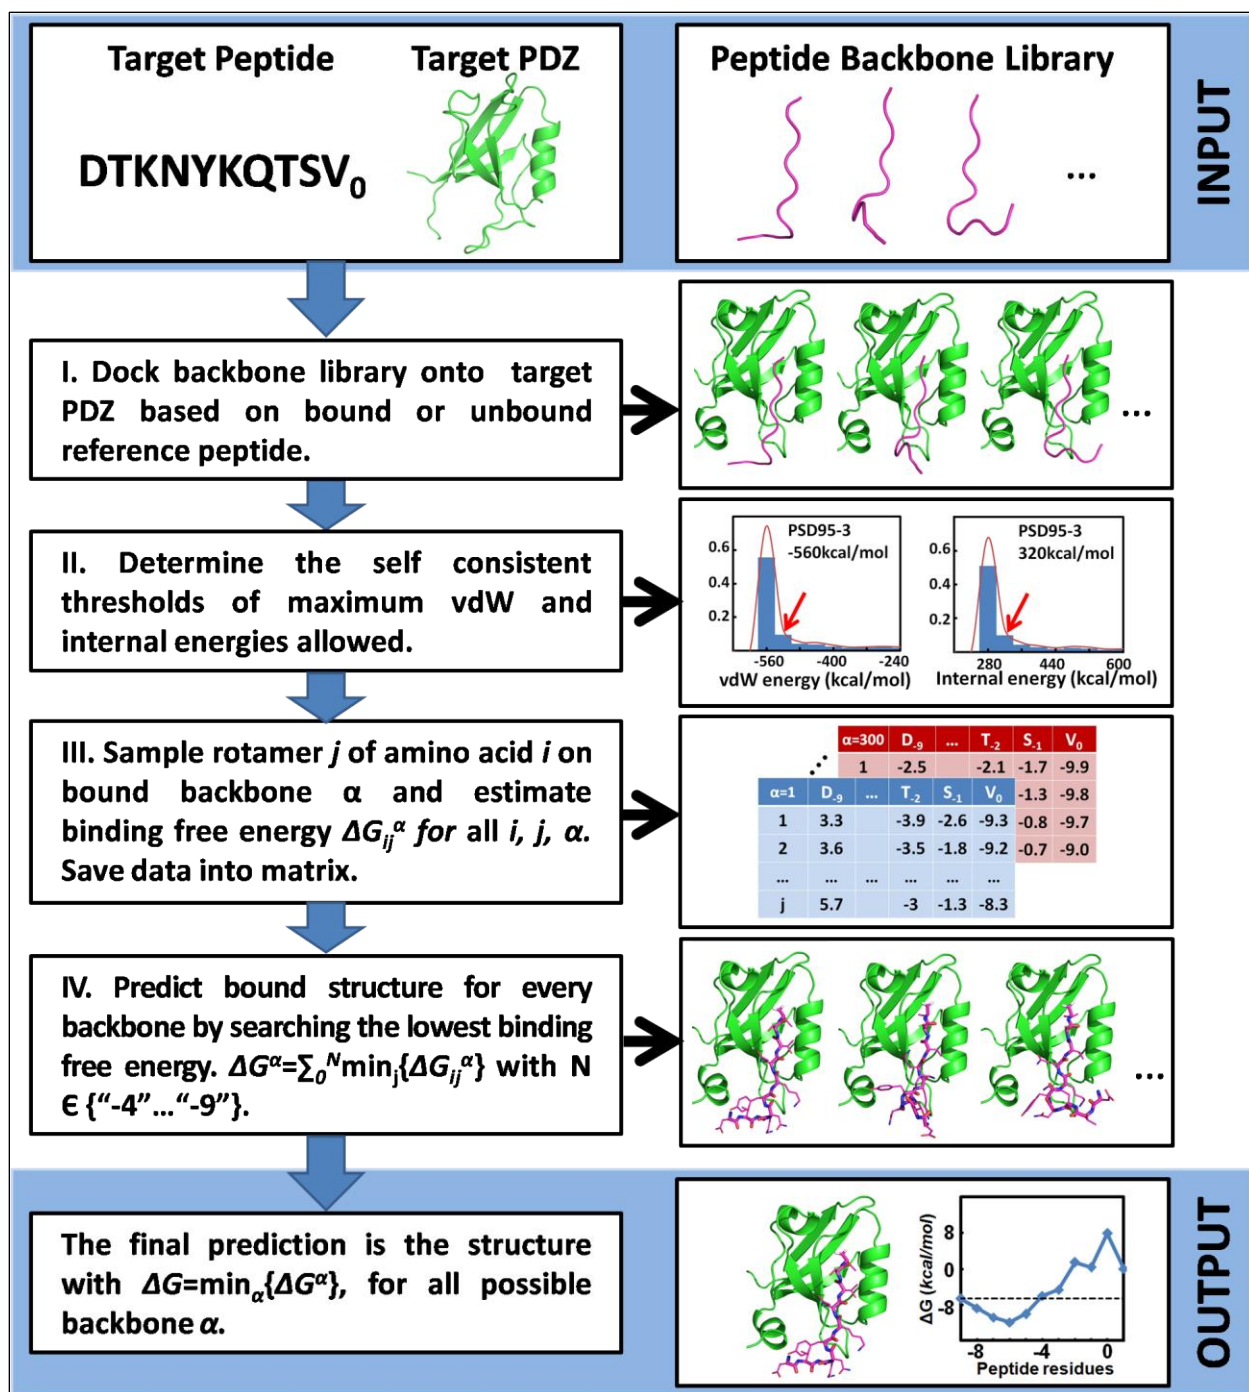 Target Peptide
Target PDZ
DTKNYKQTSV₀
Peptide Backbone Library
...
INPUT
I. Dock backbone library onto target
PDZ based on bound or unbound
reference peptide.
...
II. Determine the self consistent
thresholds of maximum vdW and
internal energies allowed.
PSD95-3
-560kcal/mol
0.6
0.4
0.2
-560 -400 -240
vdW energy (kcal/mol)
PSD95-3
320kcal/mol
0.6
0.4
0.2
280 440 600
Internal energy (kcal/mol)
III. Sample rotamer j of amino acid i on
bound backbone α and estimate
binding free energy ΔG_ij^α for all i, j, α.
Save data into matrix.
α=300 D₋₉ ... T₋₂ S₋₁ V₀
1 -2.5 -2.1 -1.7 -9.9
-1.3 -9.8
-0.8 -9.7
-0.7 -9.0
α=1 D₋₉ ... T₋₂ S₋₁ V₀
1 3.3 -3.9 -2.6 -9.3
2 3.6 -3.5 -1.8 -9.2
... ... ... ... ... ...
j 5.7 -3 -1.3 -8.3
IV. Predict bound structure for every
backbone by searching the lowest binding
free energy. ΔG^α=∑₀^N min_j{ΔG_ij^α} with N
Є {“-4”...“-9”}.
...
The final prediction is the structure
with ΔG=min_α{ΔG^α}, for all possible
backbone α.
ΔG (kcal/mol)
8
0
-8
-8 -4 0
Peptide residues
OUTPUT